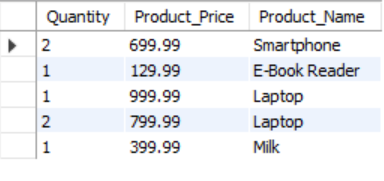 Quantity Product_Price Product_Name
2 699.99 Smartphone
1 129.99 E-Book Reader
1 999.99 Laptop
2 799.99 Laptop
1 399.99 Milk